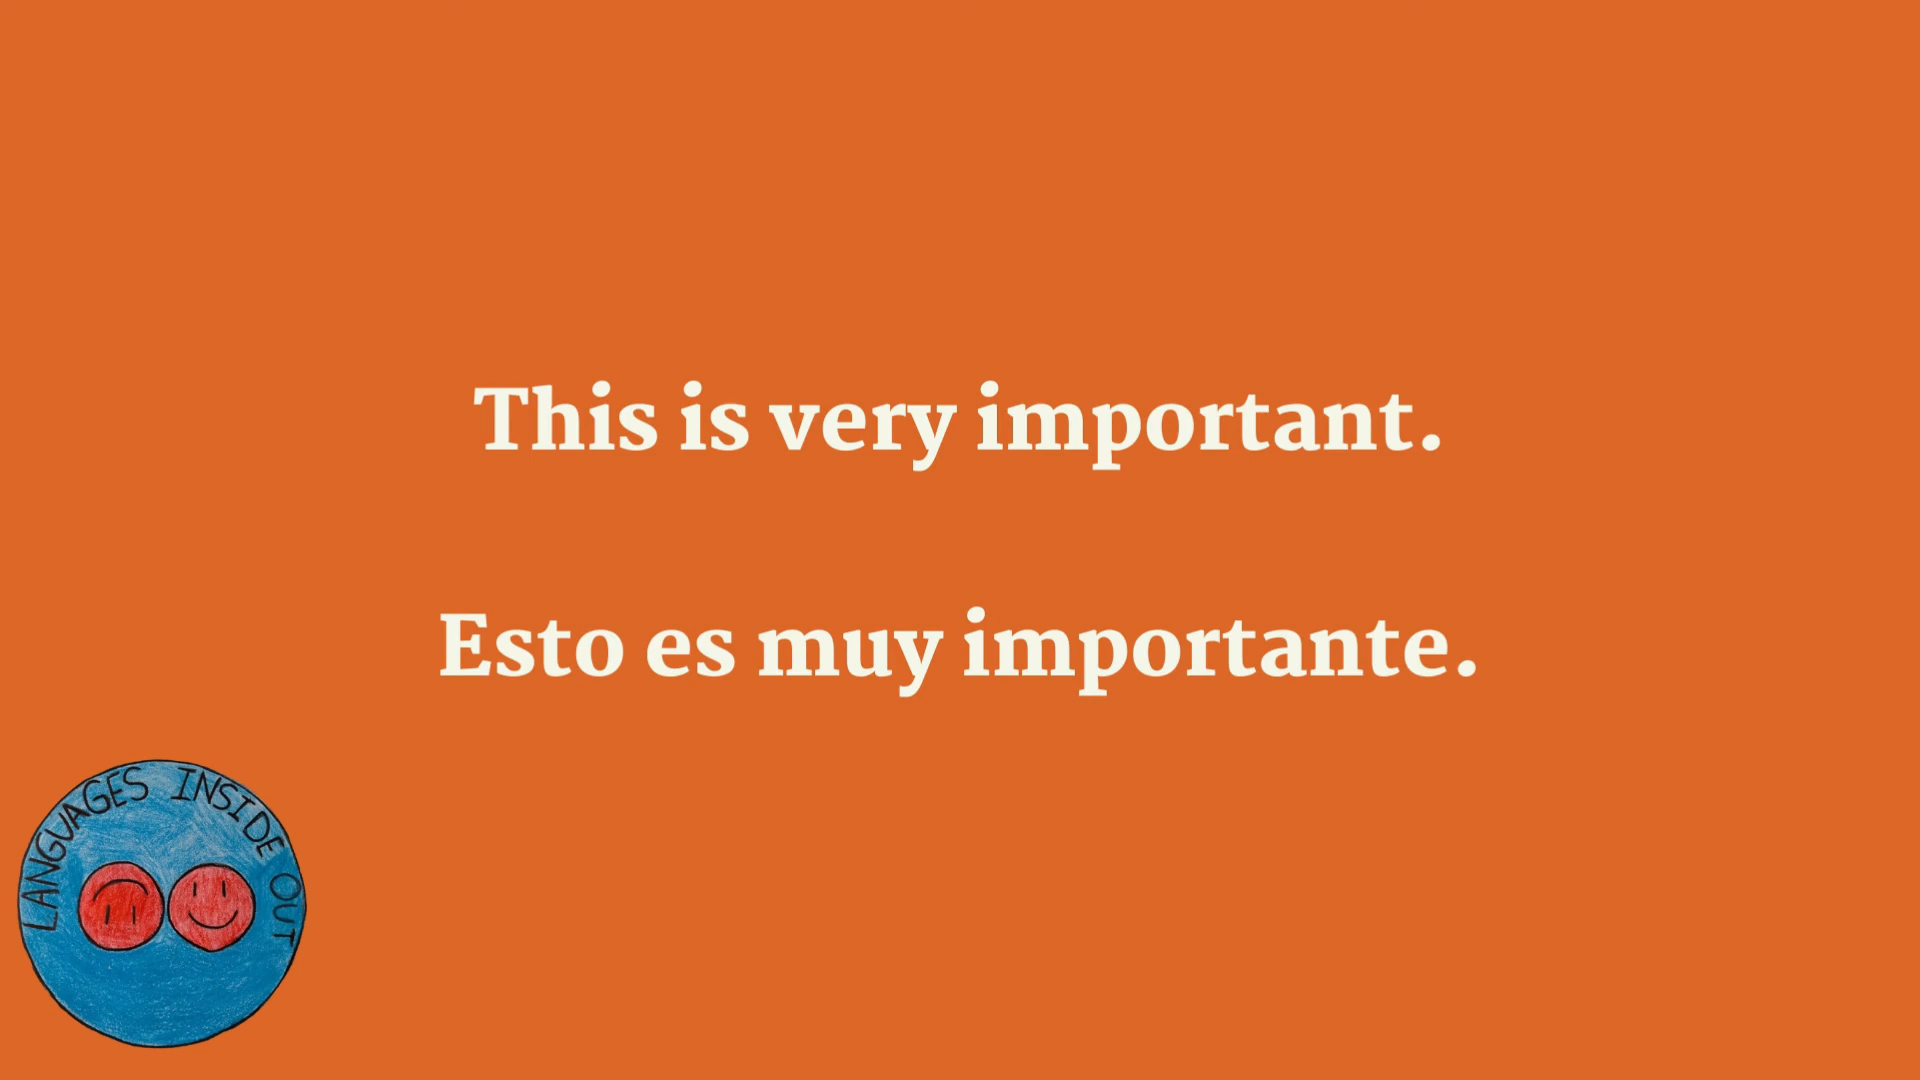 This is very important.
Esto es muy importante.
LANGUAGES INSIDE OUT